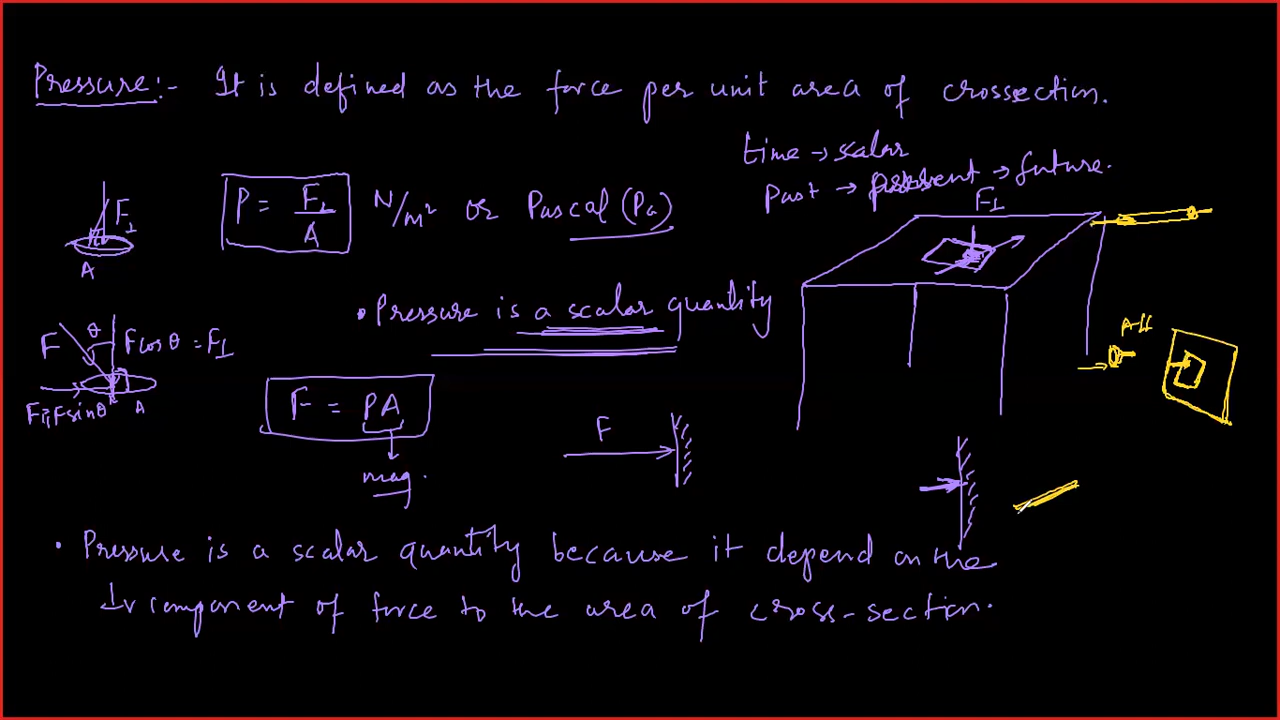 Pressure:- It is defined as the force per unit area of crossection.
time → scalar
Past → present → future.
F⊥
P = F⊥/A N/m² or Pascal (Pa)
F⊥
A
• Pressure is a scalar quantity
F θ Fcosθ = F⊥
F∥, Fsinθ A
F = PA
mag.
F
A
• Pressure is a scalar quantity because it depend on the
⊥r component of force to the area of cross-section.